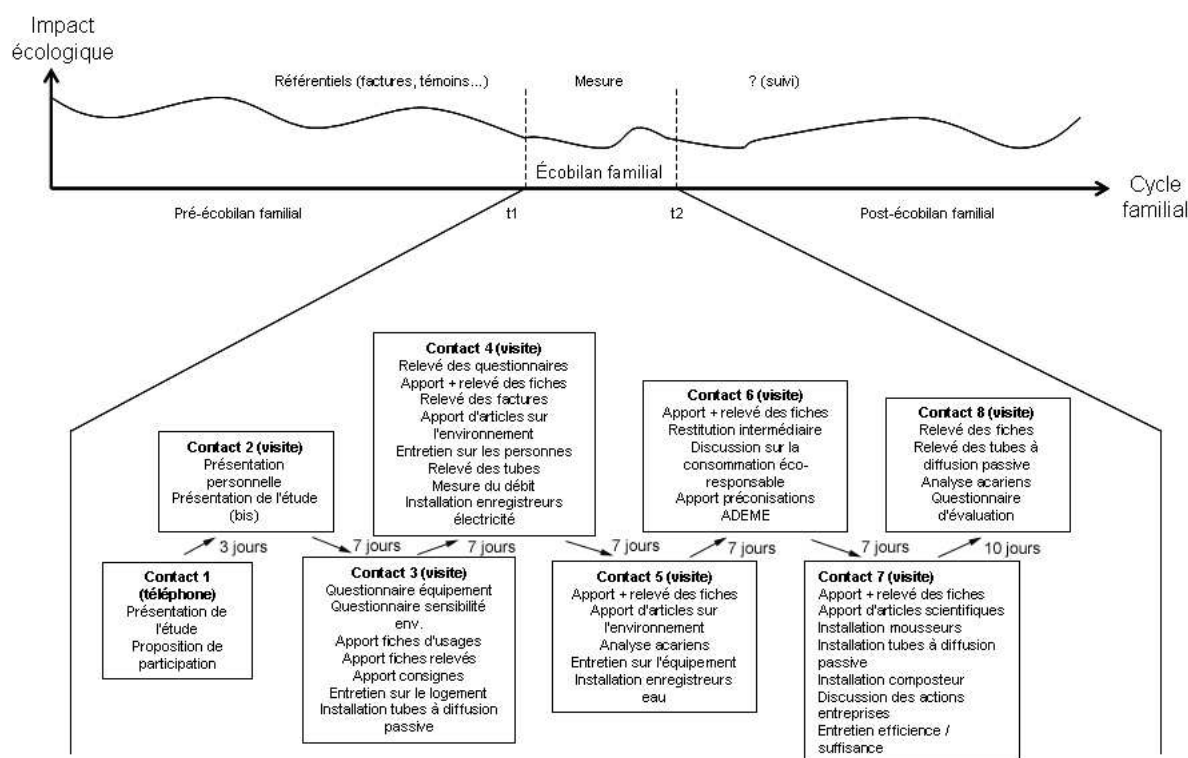 Impact
écologique
Référentiels (factures, témoins...)
Mesure
? (suivi)
Écobilan familial
Cycle
familial
Pré-écobilan familial
t1
t2
Post-écobilan familial
Contact 1
(téléphone)
Présentation de
l'étude
Proposition de
participation
3 jours
Contact 2 (visite)
Présentation
personnelle
Présentation de l'étude
(bis)
7 jours
Contact 3 (visite)
Questionnaire équipement
Questionnaire sensibilité
env.
Apport fiches d'usages
Apport fiches relevés
Apport consignes
Entretien sur le logement
Installation tubes à diffusion
passive
7 jours
Contact 4 (visite)
Relevé des questionnaires
Apport + relevé des fiches
Relevé des factures
Apport d'articles sur
l'environnement
Entretien sur les personnes
Relevé des tubes
Mesure du débit
Installation enregistreurs
électricité
7 jours
Contact 5 (visite)
Apport + relevé des fiches
Apport d'articles sur
l'environnement
Analyse acariens
Entretien sur l'équipement
Installation enregistreurs
eau
7 jours
Contact 6 (visite)
Apport + relevé des fiches
Restitution intermédiaire
Discussion sur la
consommation éco-
responsable
Apport préconisations
ADEME
7 jours
Contact 7 (visite)
Apport + relevé des fiches
Apport d'articles scientifiques
Installation mousseurs
Installation tubes à diffusion
passive
Installation composteur
Discussion des actions
entreprises
Entretien efficience /
suffisance
10 jours
Contact 8 (visite)
Relevé des fiches
Relevé des tubes à
diffusion passive
Analyse acariens
Questionnaire
d'évaluation